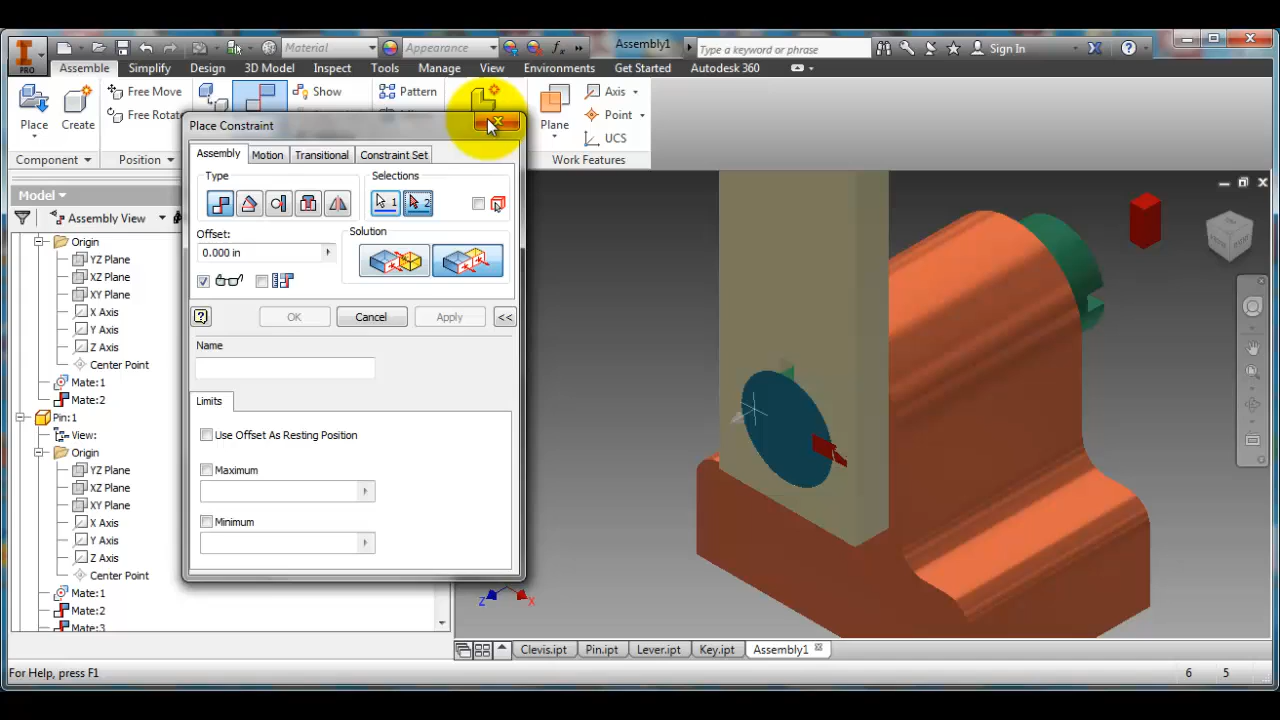 PRO
Material
Appearance
Assembly1
Type a keyword or phrase
Sign In
Assemble Simplify Design 3D Model Inspect Tools Manage View Environments Get Started Autodesk 360
Place
Create
Free Move
Free Rota
Show
Pattern
Plane
Axis
Point
UCS
Component
Position
Work Features
Model
Assembly View
Origin
YZ Plane
XZ Plane
XY Plane
X Axis
Y Axis
Z Axis
Center Point
Mate:1
Mate:2
Pin:1
View:
Origin
YZ Plane
XZ Plane
XY Plane
X Axis
Y Axis
Z Axis
Center Point
Mate:1
Mate:2
Mate:3
Place Constraint
Assembly Motion Transitional Constraint Set
Type
Selections
1
2
Offset:
0.000 in
Solution
OK Cancel Apply <<
Name
Limits
Use Offset As Resting Position
Maximum
Minimum
Z X
Clevis.ipt Pin.ipt Lever.ipt Key.ipt Assembly1
For Help, press F1
6 5